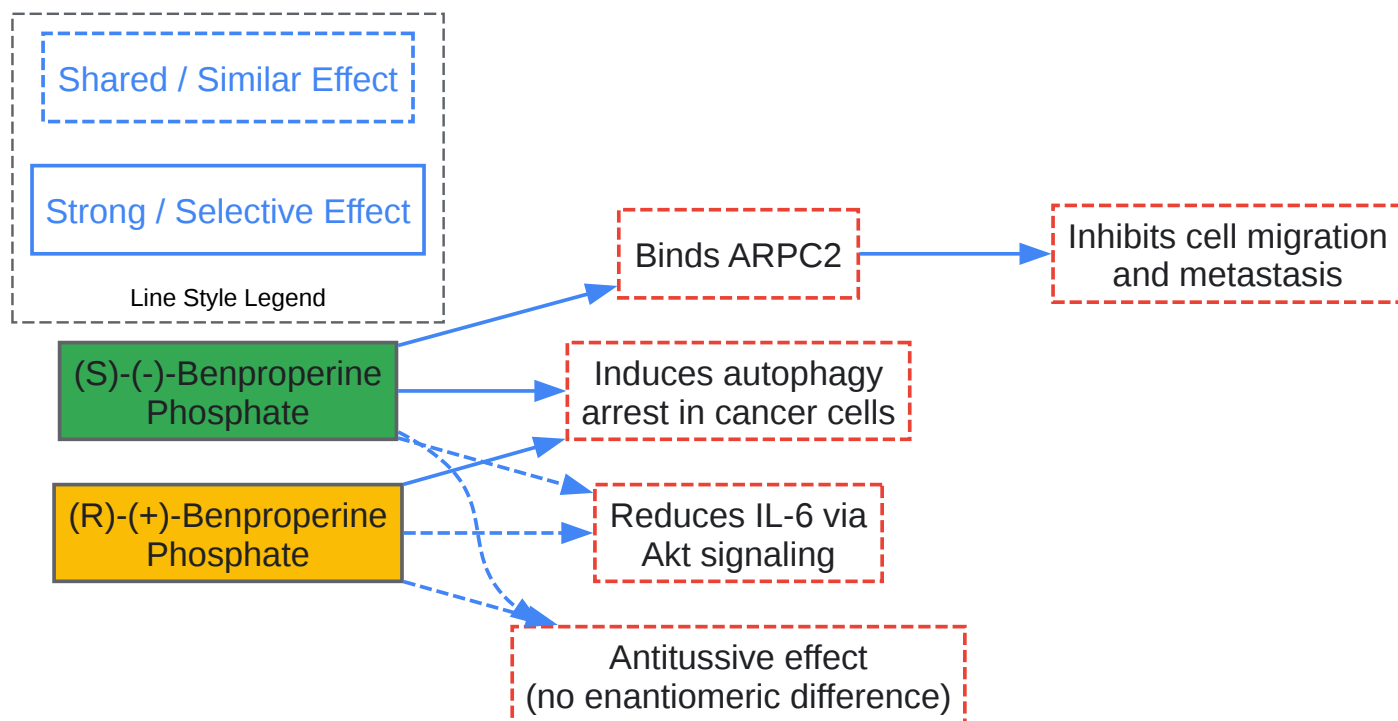 Shared / Similar Effect
Strong / Selective Effect
Line Style Legend
(S)-(-)-Benproperine
Phosphate
(R)-(+)-Benproperine
Phosphate
Binds ARPC2
Inhibits cell migration
and metastasis
Induces autophagy
arrest in cancer cells
Reduces IL-6 via
Akt signaling
Antitussive effect
(no enantiomeric difference)